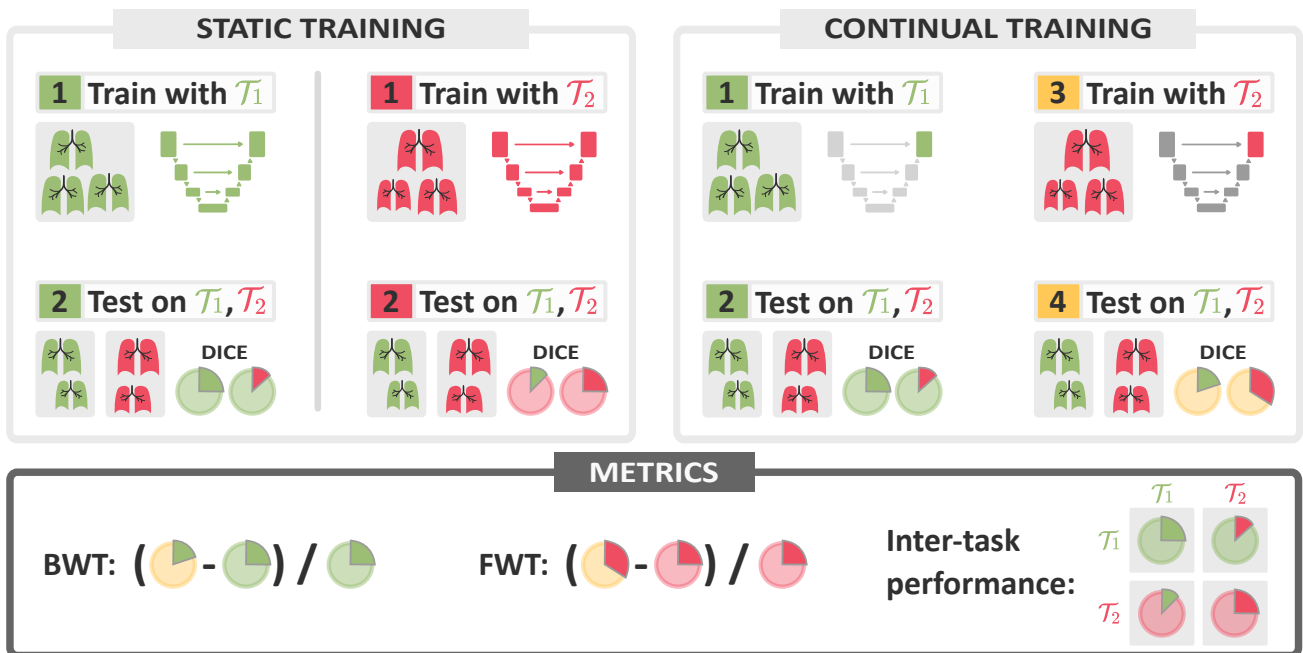 STATIC TRAINING
1 Train with 𝒯1
1 Train with 𝒯2
2 Test on 𝒯1, 𝒯2
DICE
2 Test on 𝒯1, 𝒯2
DICE
CONTINUAL TRAINING
1 Train with 𝒯1
3 Train with 𝒯2
2 Test on 𝒯1, 𝒯2
DICE
4 Test on 𝒯1, 𝒯2
DICE
METRICS
BWT: ( - ) /
FWT: ( - ) /
Inter-task
performance:
𝒯1 𝒯2
𝒯1
𝒯2